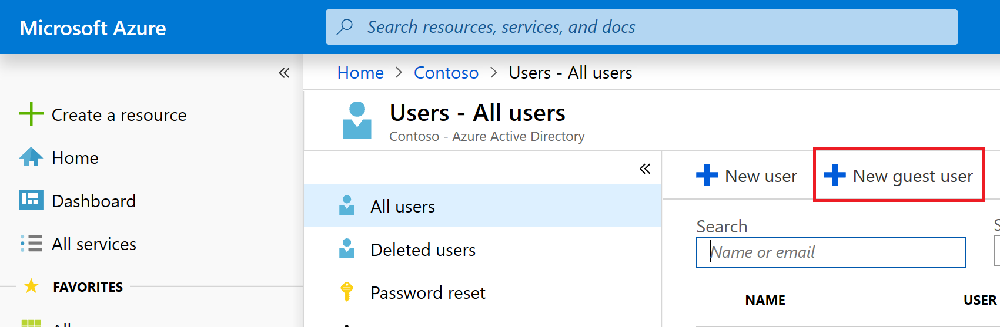 Microsoft Azure
Search resources, services, and docs
Home > Contoso > Users - All users
Create a resource
Home
Dashboard
All services
FAVORITES
Users - All users
Contoso - Azure Active Directory
All users
Deleted users
Password reset
New user
New guest user
Search
Name or email
NAME
USER